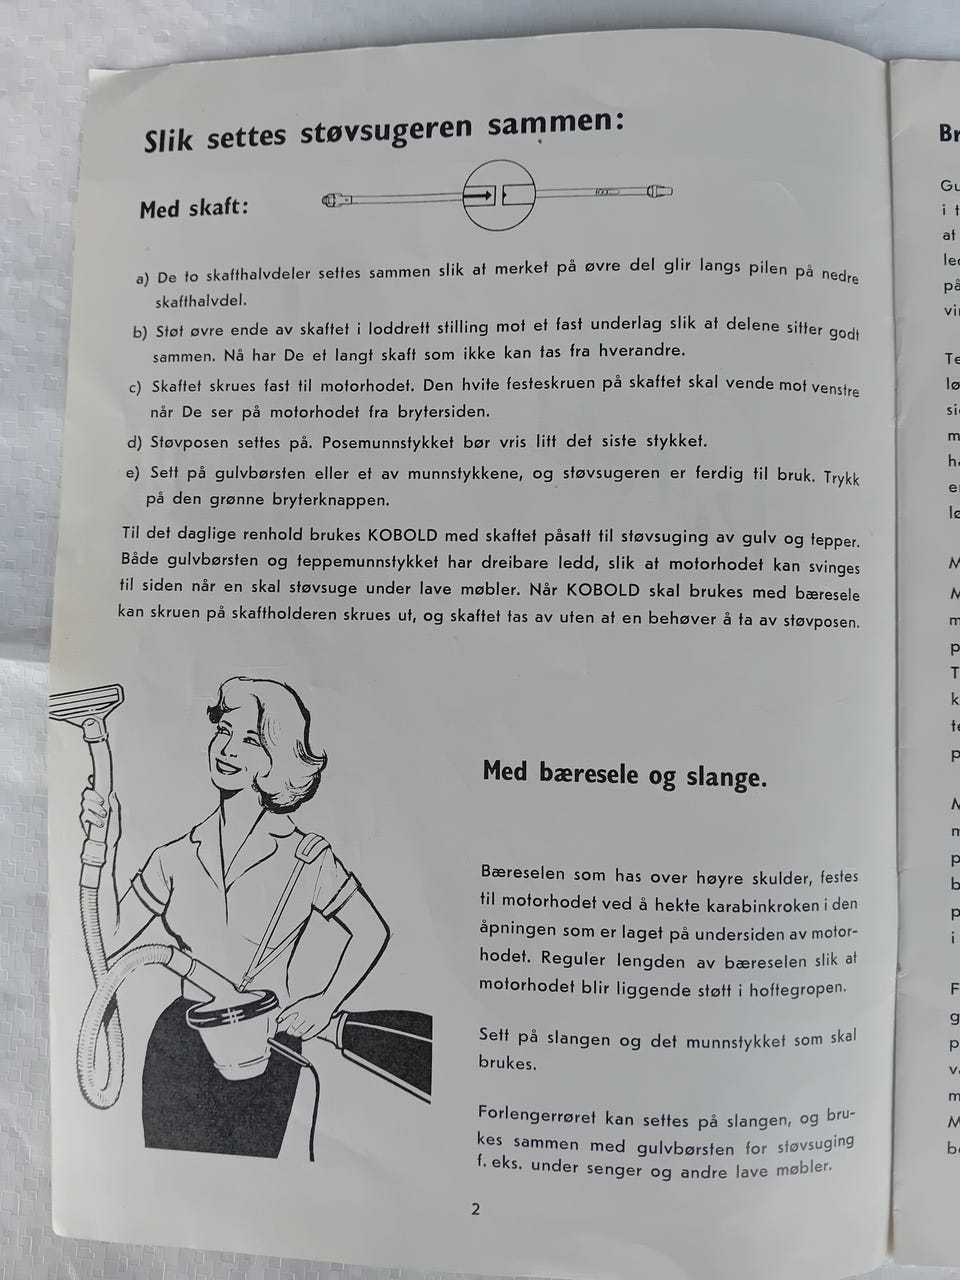 Slik settes støvsugeren sammen:
Med skaft:
a) De to skafthalvdeler settes sammen slik at merket på øvre del glir langs pilen på nedre
skafthalvdel.
b) Støt øvre ende av skaftet i loddrett stilling mot et fast underlag slik at delene sitter godt
sammen. Nå har De et langt skaft som ikke kan tas fra hverandre.
c) Skaftet skrues fast til motorhodet. Den hvite festeskruen på skaftet skal vende mot venstre
når De ser på motorhodet fra brytersiden.
d) Støvposen settes på. Posemunnstykket bør vris litt det siste stykket.
e) Sett på gulvbørsten eller et av munnstykkene, og støvsugeren er ferdig til bruk. Trykk
på den grønne bryterknappen.
Til det daglige renhold brukes KOBOLD med skaftet påsatt til støvsuging av gulv og tepper.
Både gulvbørsten og teppemunnstykket har dreibare ledd, slik at motorhodet kan svinges
til siden når en skal støvsuge under lave møbler. Når KOBOLD skal brukes med bæresele
kan skruen på skaftholderen skrues ut, og skaftet tas av uten at en behøver å ta av støvposen.
Med bæresele og slange.
Bæreselen som has over høyre skulder, festes
til motorhodet ved å hekte karabinkroken i den
åpningen som er laget på undersiden av motor-
hodet. Reguler lengden av bæreselen slik at
motorhodet blir liggende støtt i hoftegropen.
Sett på slangen og det munnstykket som skal
brukes.
Forlengerrøret kan settes på slangen, og bru-
kes sammen med gulvbørsten for støvsuging
f. eks. under senger og andre lave møbler.
2